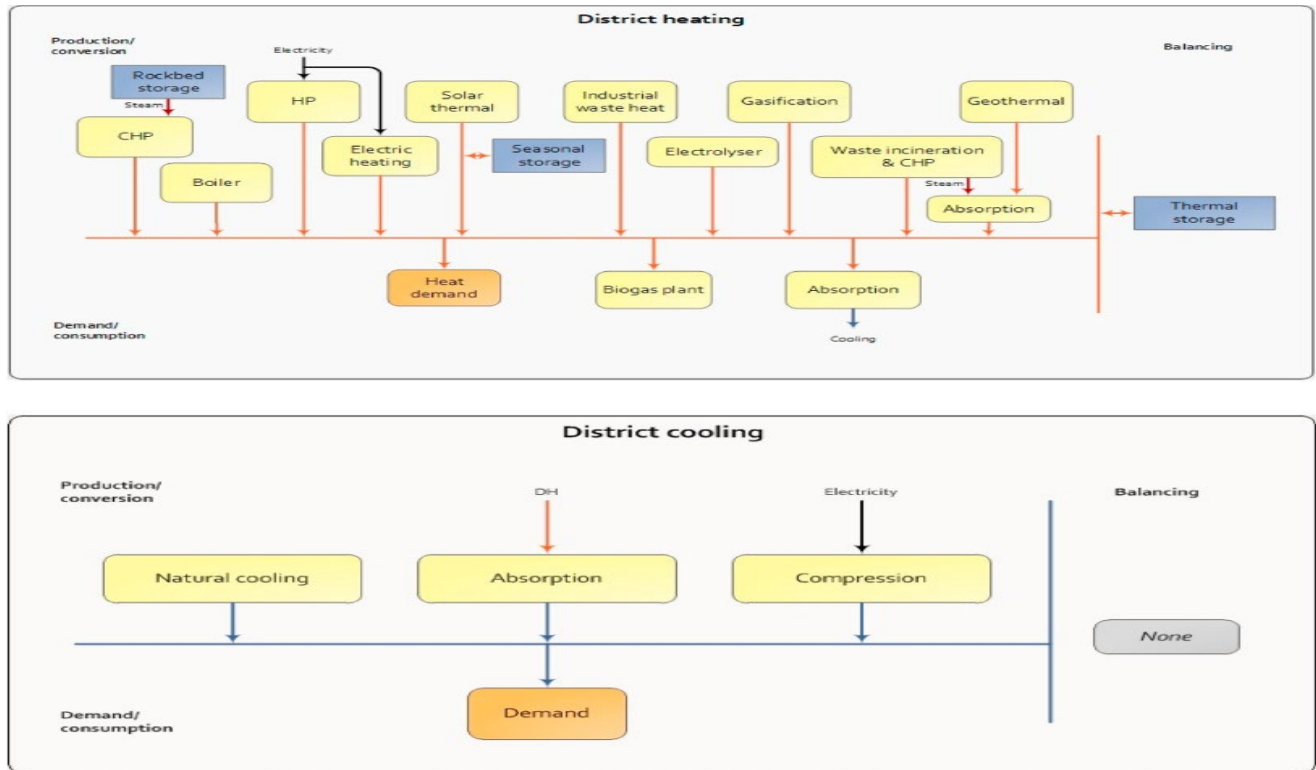 District heating
Production/
conversion
Electricity
Balancing
Rockbed
storage
Steam
CHP
Boiler
HP
Electric
heating
Solar
thermal
Seasonal
storage
Industrial
waste heat
Electrolyser
Gasification
Waste incineration
& CHP
Steam
Geothermal
Absorption
Thermal
storage
Heat
demand
Biogas plant
Absorption
Cooling
Demand/
consumption
District cooling
Production/
conversion
DH
Electricity
Balancing
Natural cooling
Absorption
Compression
None
Demand
Demand/
consumption